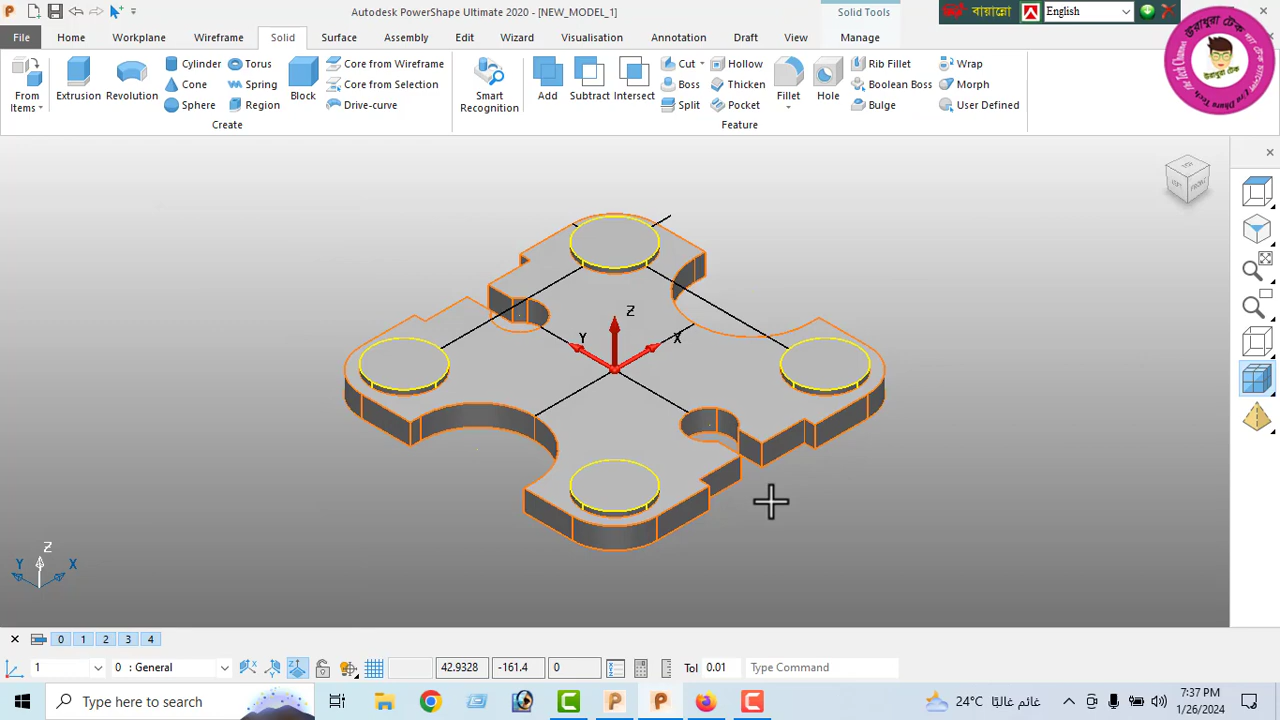 Autodesk PowerShape Ultimate 2020 - [NEW_MODEL_1]
Solid Tools
বায়ান্নো
English
File Home Workplane Wireframe Solid Surface Assembly Edit Visualisation Annotation Draft View Manage
From Items
Extrusion
Revolution
Cylinder
Cone
Sphere
Torus
Spring
Region
Block
Core from Wireframe
Core from Selection
Drive-curve
Create
Smart Recognition
Add
Subtract
Intersect
Cut
Boss
Split
Hollow
Thicken
Pocket
Fillet
Hole
Rib Fillet
Boolean Boss
Bulge
Wrap
Morph
User Defined
Feature
TOP
FRONT
Z
Y
X
Z
Y
X
0 1 2 3 4
1
0 : General
42.9328
-161.4
0
Tol 0.01
Type Command
Type here to search
24°C غائم غالبًا
7:37 PM
1/26/2024